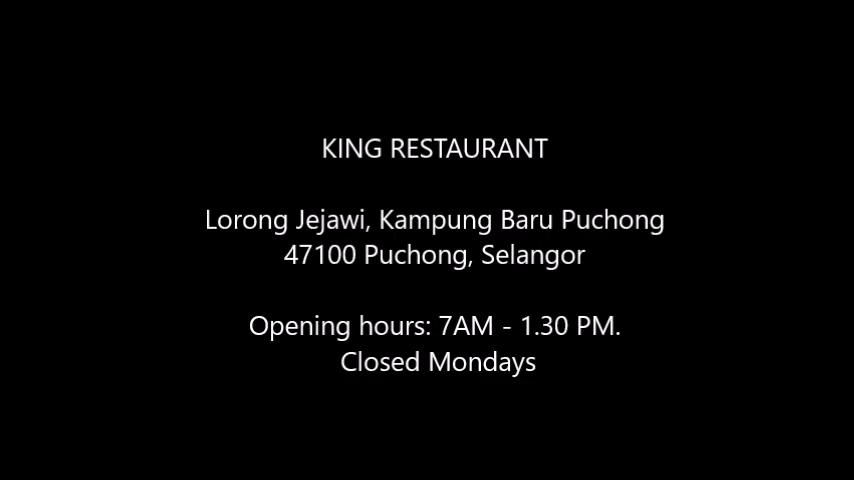 KING RESTAURANT
Lorong Jejawi, Kampung Baru Puchong
47100 Puchong, Selangor
Opening hours: 7AM - 1.30 PM.
Closed Mondays